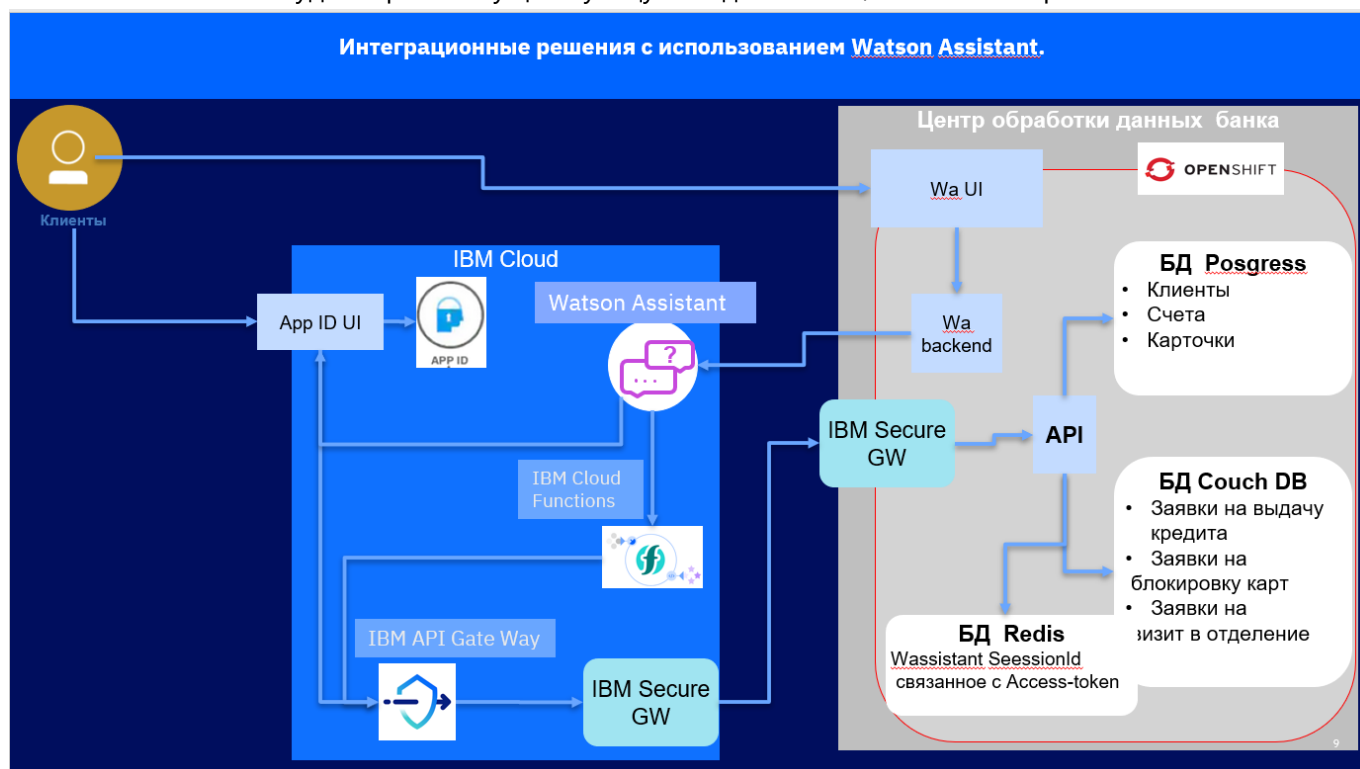 Интеграционные решения с использованием Watson Assistant.
Центр обработки данных банка
OPENSHIFT
Wa UI
Клиенты
IBM Cloud
БД Posgress
• Клиенты
• Счета
• Карточки
App ID UI
APP ID
Watson Assistant
?
...
Wa
backend
IBM Secure
GW
API
IBM Cloud
Functions
БД Couch DB
• Заявки на выдачу
кредита
• Заявки на
блокировку карт
• Заявки на
визит в отделение
БД Redis
Wassistant SeessionId
связанное с Access-token
IBM API Gate Way
IBM Secure
GW
9